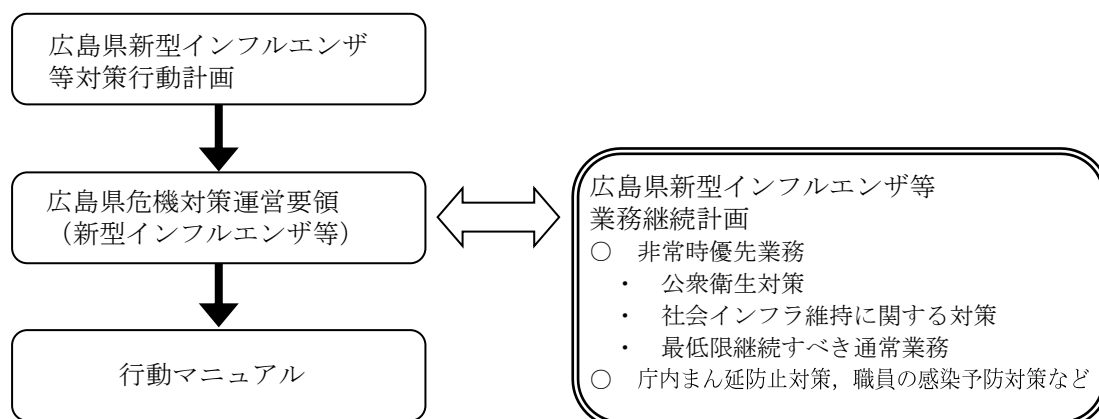 広島県新型インフルエンザ
等対策行動計画
広島県危機対策運営要領
（新型インフルエンザ等）
行動マニュアル
広島県新型インフルエンザ等
業務継続計画
○　非常時優先業務
・　公衆衛生対策
・　社会インフラ維持に関する対策
・　最低限継続すべき通常業務
○　庁内まん延防止対策，職員の感染予防対策など